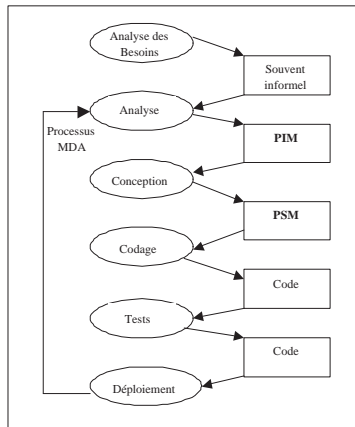 Analyse des
Besoins
Souvent
informel
Analyse
Processus
MDA
PIM
Conception
PSM
Codage
Code
Tests
Code
Déploiement